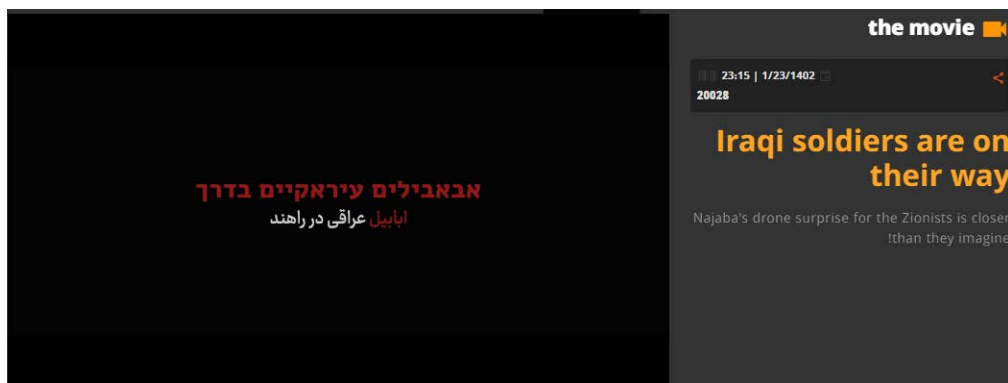 the movie
23:15 | 1/23/1402
20028
Iraqi soldiers are on
their way
Najaba's drone surprise for the Zionists is closer
!than they imagine
אבאבילים עיראקיים בדרך
ابابیل عراقی در راهند